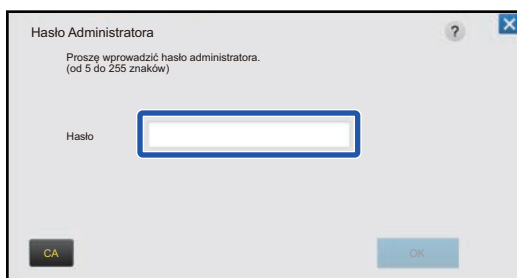 Hasło Administratora
?
Proszę wprowadzić hasło administratora.
(od 5 do 255 znaków)
Hasło
CA
OK